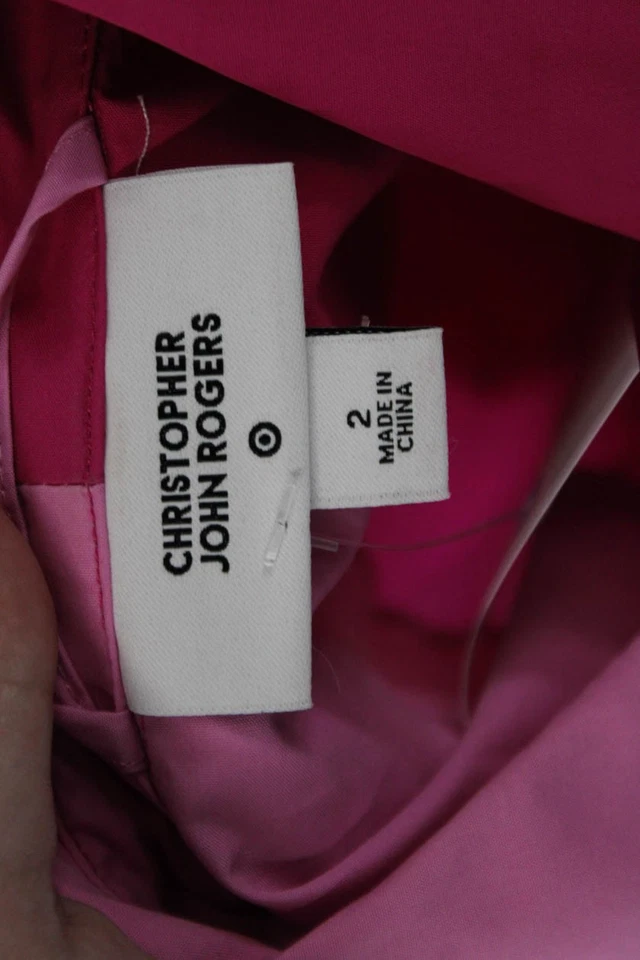 CHRISTOPHER
JOHN ROGERS
2
MADE IN
CHINA